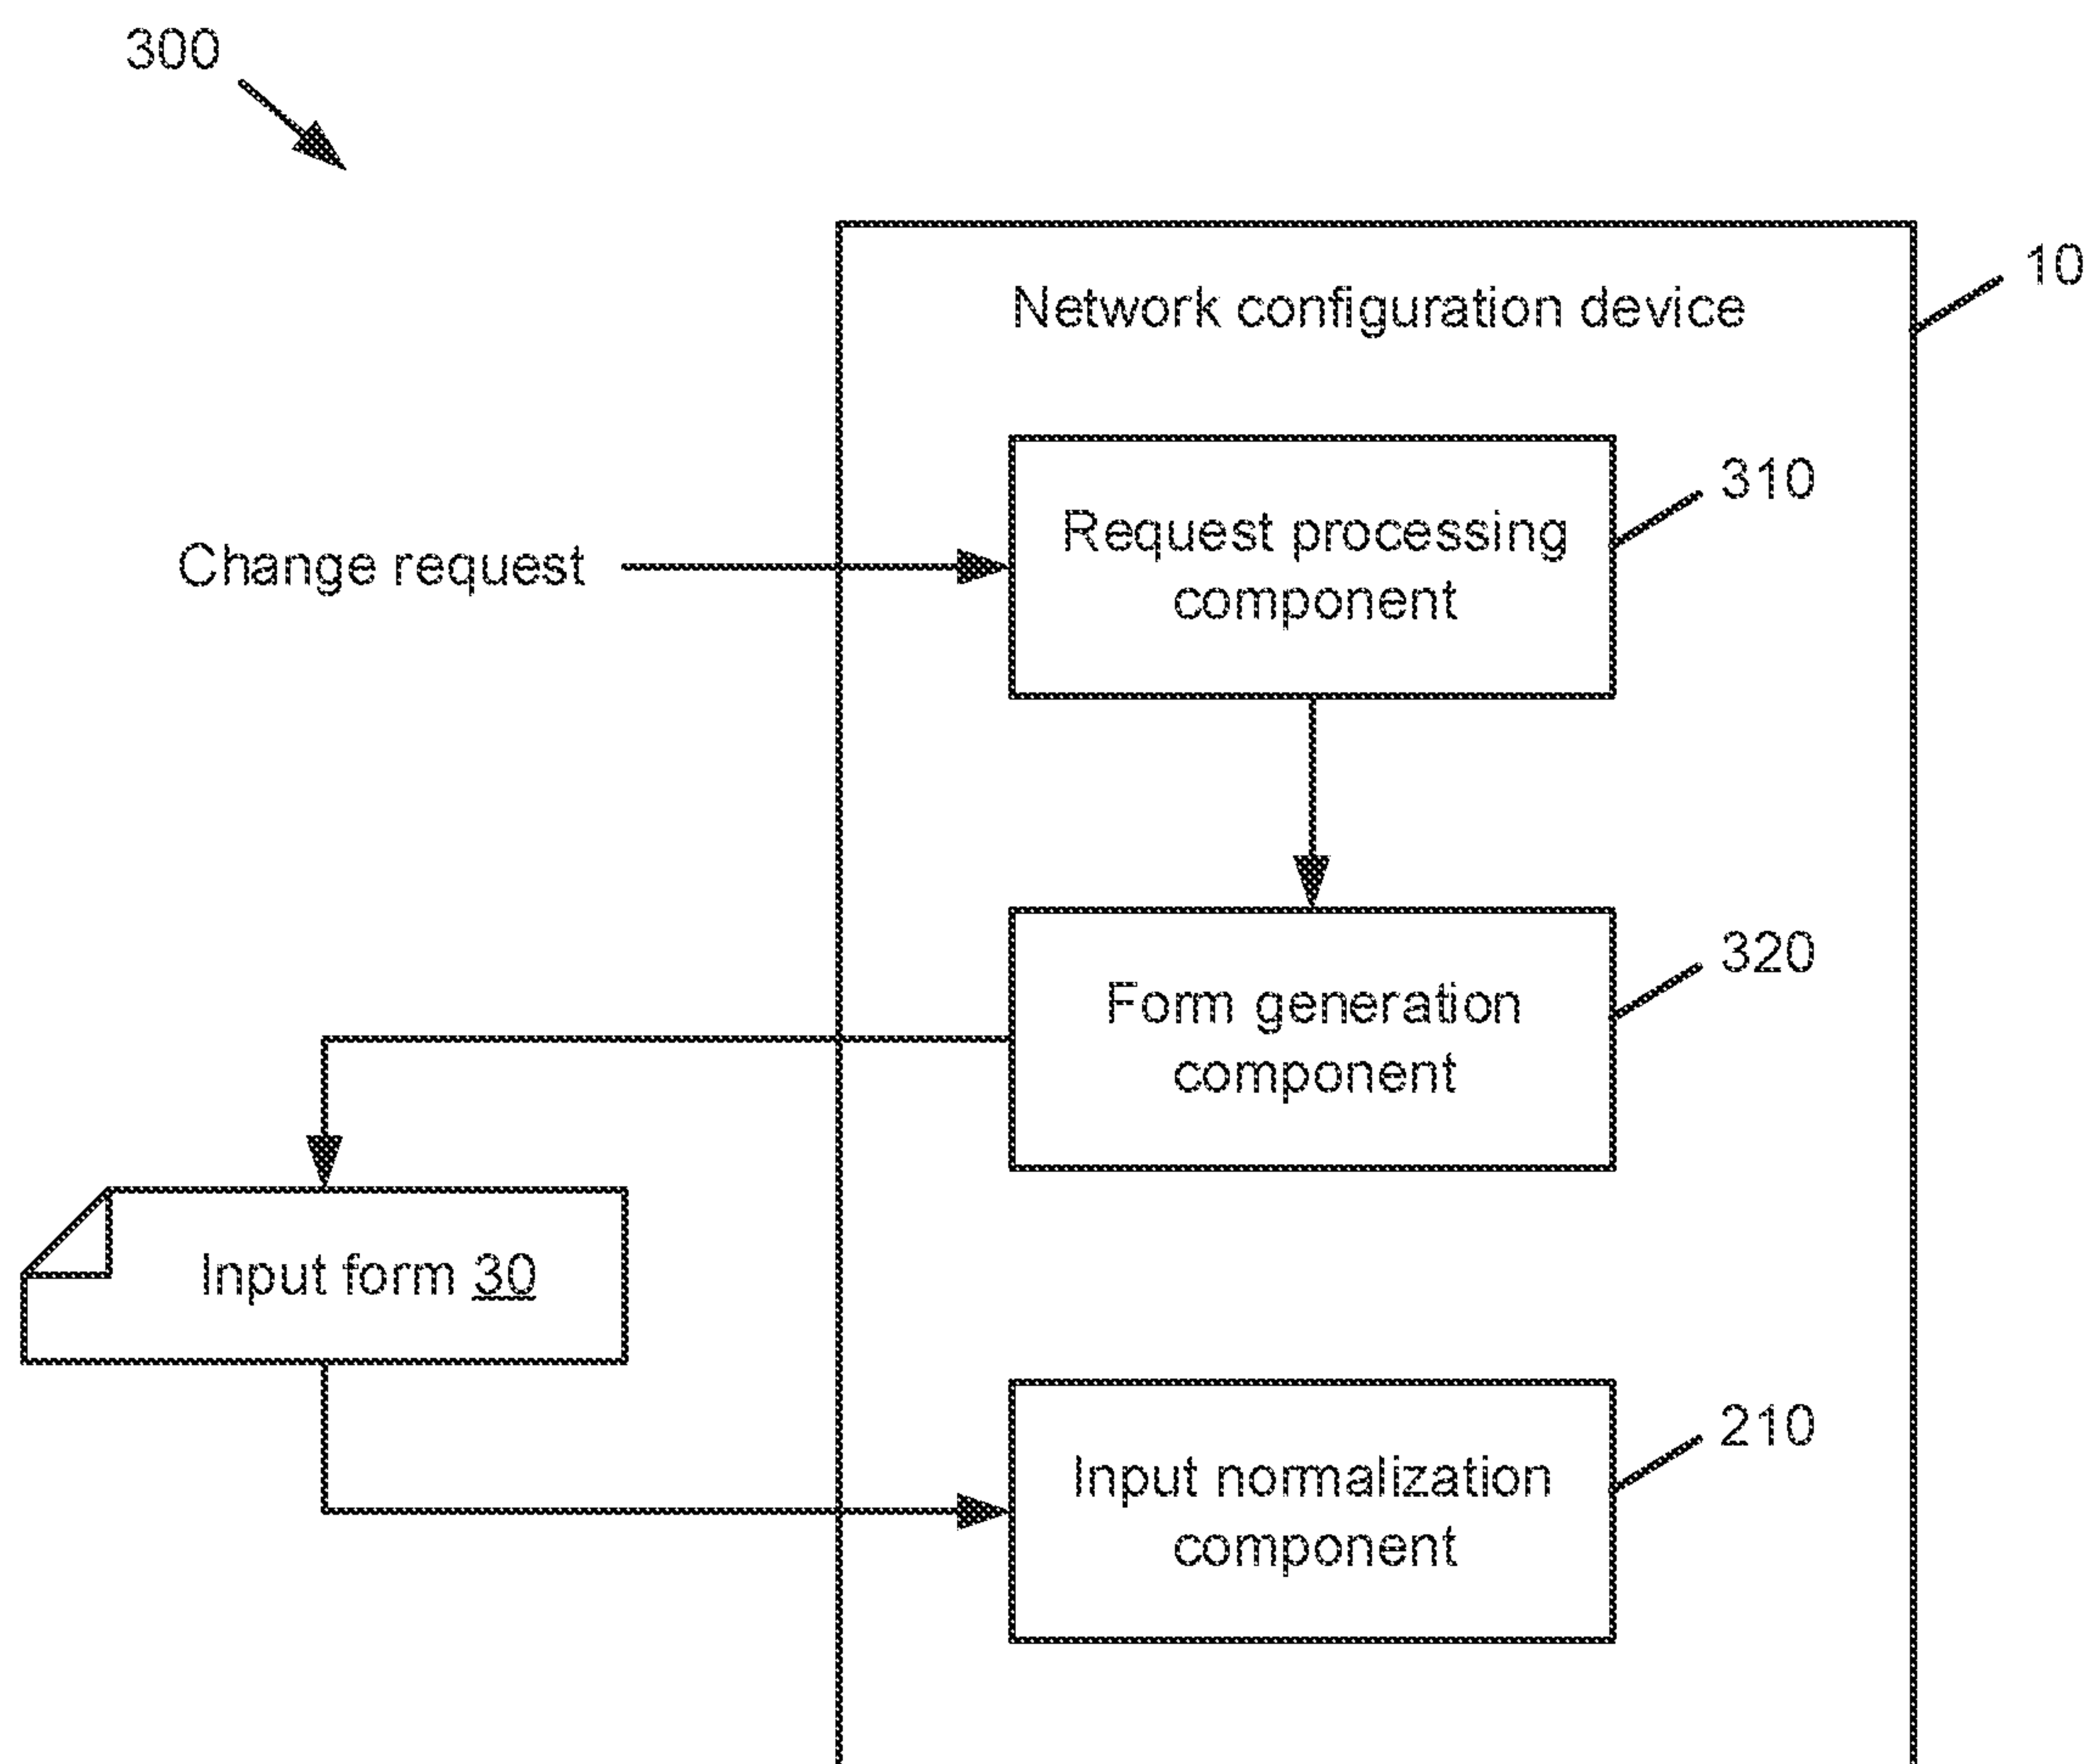 300
10
Network configuration device
310
Request processing
component
Change request
320
Form generation
component
Input form 30
210
Input normalization
component